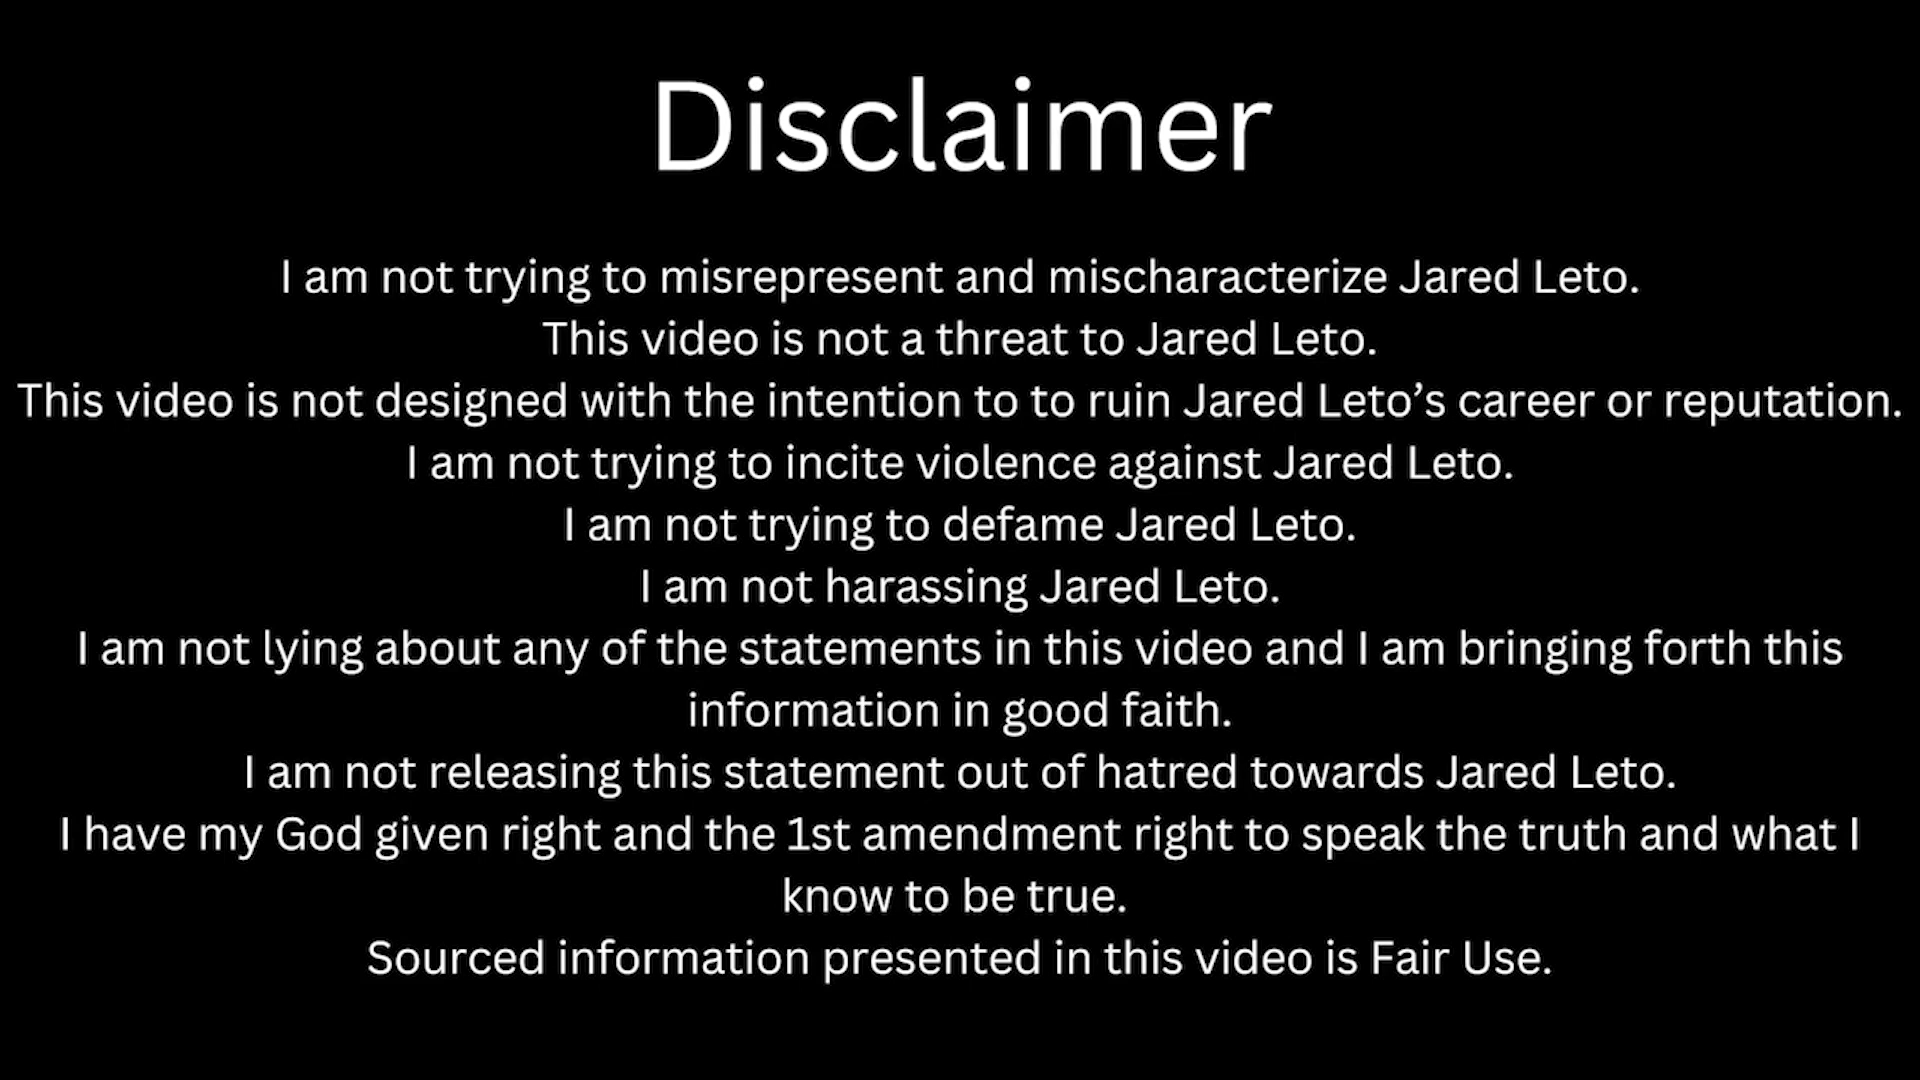 Disclaimer
I am not trying to misrepresent and mischaracterize Jared Leto.
This video is not a threat to Jared Leto.
This video is not designed with the intention to to ruin Jared Leto’s career or reputation.
I am not trying to incite violence against Jared Leto.
I am not trying to defame Jared Leto.
I am not harassing Jared Leto.
I am not lying about any of the statements in this video and I am bringing forth this
information in good faith.
I am not releasing this statement out of hatred towards Jared Leto.
I have my God given right and the 1st amendment right to speak the truth and what I
know to be true.
Sourced information presented in this video is Fair Use.